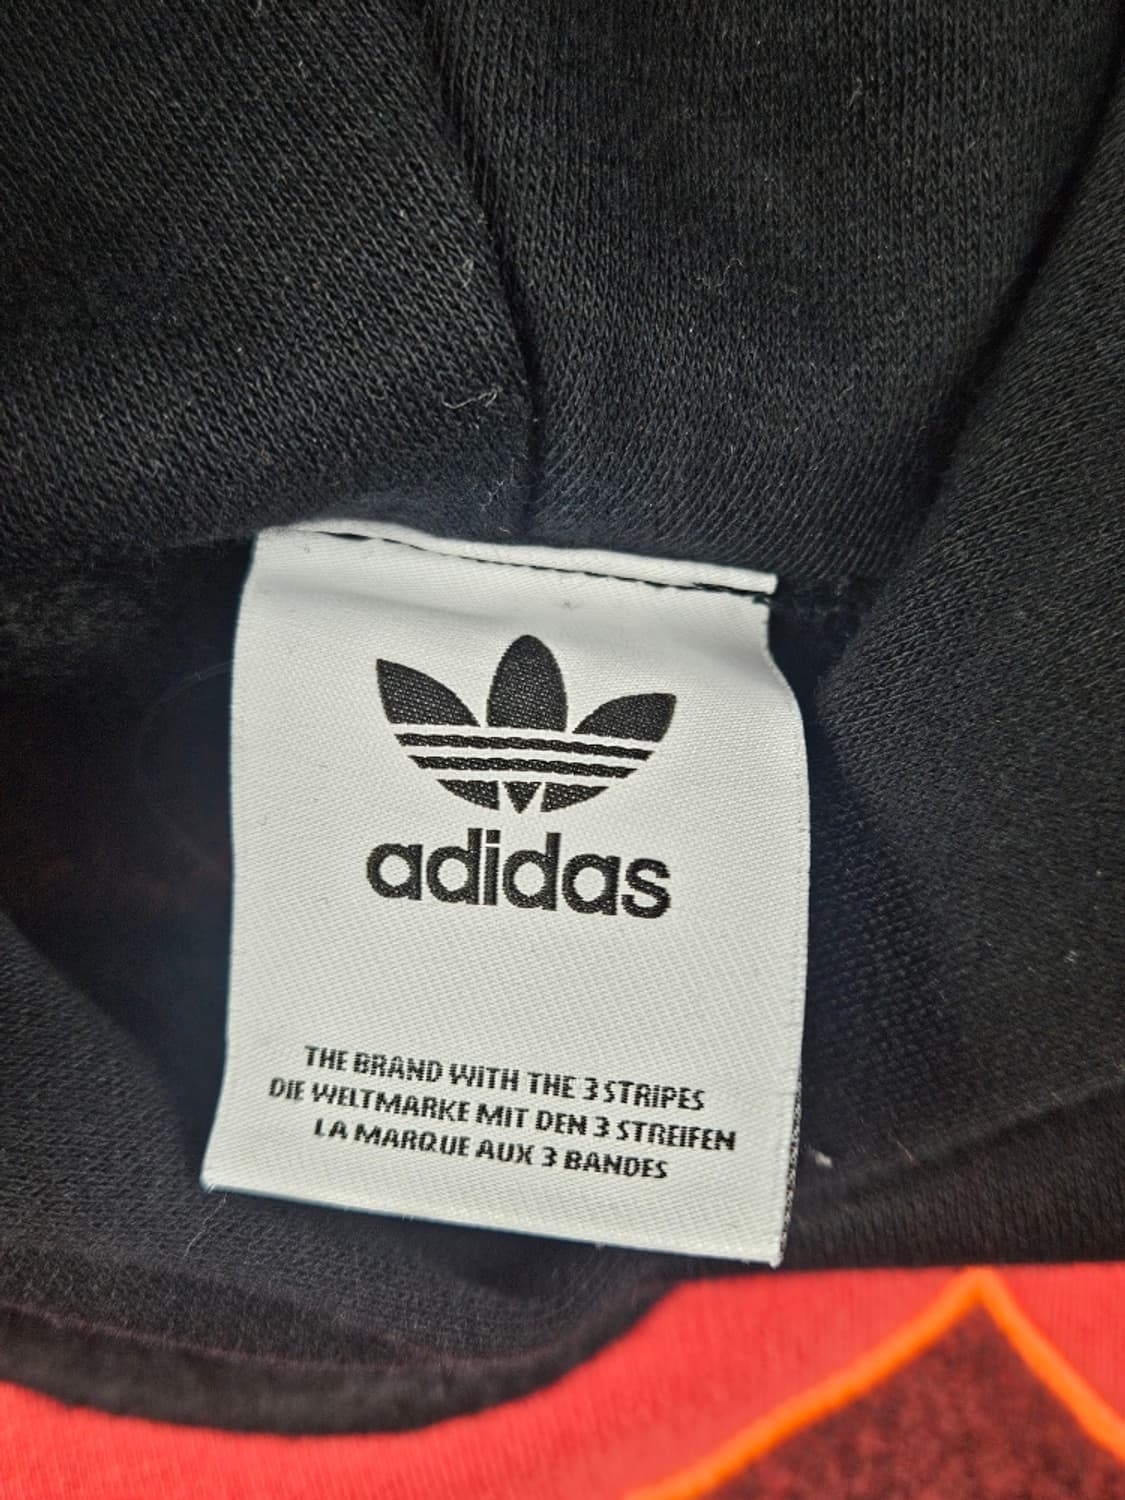 adidas
THE BRAND WITH THE 3 STRIPES
DIE WELTMARKE MIT DEN 3 STREIFEN
LA MARQUE AUX 3 BANDES